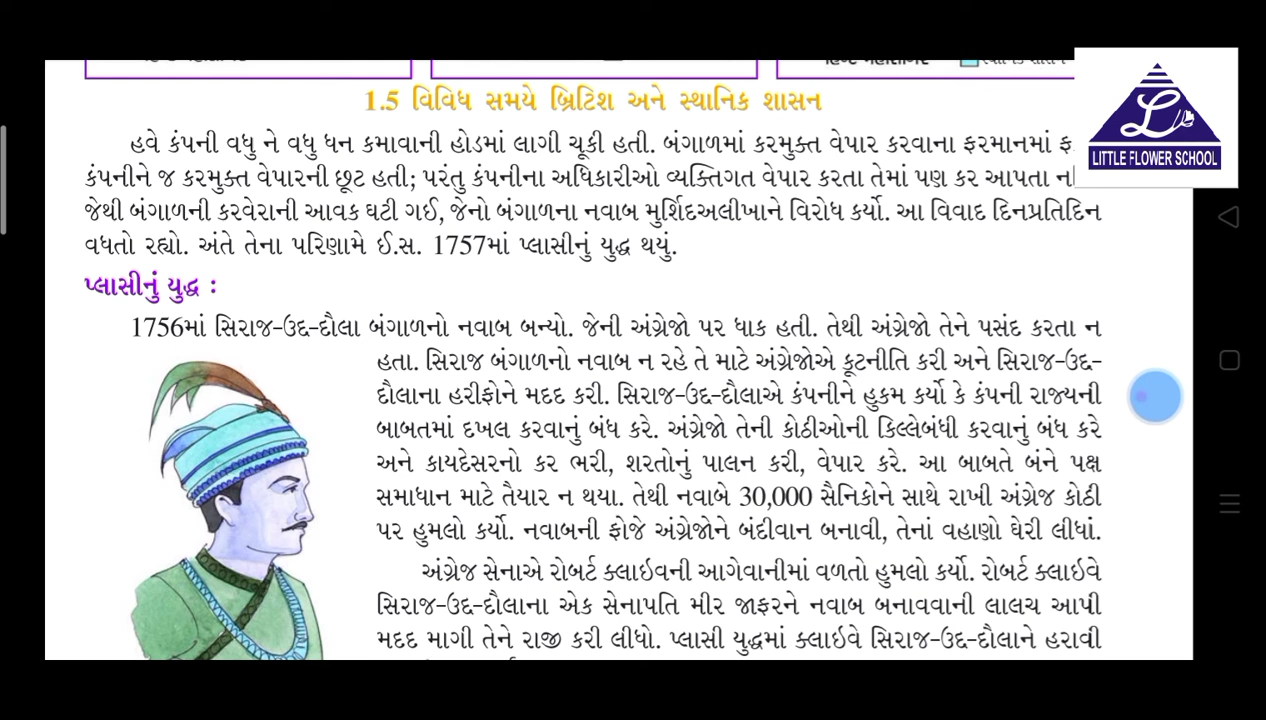 1.5 વિવિધ સમયે બ્રિટિશ અને સ્થાનિક શાસન
LITTLE FLOWER SCHOOL
હવે કંપની વધુ ને વધુ ધન કમાવાની હોડમાં લાગી ચૂકી હતી. બંગાળમાં કરમુક્ત વેપાર કરવાના ફરમાનમાં
કંપનીને જ કરમુક્ત વેપારની છૂટ હતી; પરંતુ કંપનીના અધિકારીઓ વ્યક્તિગત વેપાર કરતા તેમાં પણ કર આપતા
જેથી બંગાળની કરવેરાની આવક ઘટી ગઈ, જેનો બંગાળના નવાબ મુર્શિદઅલીખાને વિરોધ કર્યો. આ વિવાદ દિનપ્રતિદિન
વધતો રહ્યો. અંતે તેના પરિણામે ઈ.સ. 1757માં પ્લાસીનું યુદ્ધ થયું.
પ્લાસીનું યુદ્ધ :
1756માં સિરાજ-ઉદ્દ-દૌલા બંગાળનો નવાબ બન્યો. જેની અંગ્રેજો પર ધાક હતી. તેથી અંગ્રેજો તેને પસંદ કરતા ન
હતા. સિરાજ બંગાળનો નવાબ ન રહે તે માટે અંગ્રેજોએ કૂટનીતિ કરી અને સિરાજ-ઉદ્દ-
દૌલાના હરીફોને મદદ કરી. સિરાજ-ઉદ્દ-દૌલાએ કંપનીને હુકમ કર્યો કે કંપની રાજ્યની
બાબતમાં દખલ કરવાનું બંધ કરે. અંગ્રેજો તેની કોઠીઓની કિલ્લેબંધી કરવાનું બંધ કરે
અને કાયદેસરનો કર ભરી, શરતોનું પાલન કરી, વેપાર કરે. આ બાબતે બંને પક્ષ
સમાધાન માટે તૈયાર ન થયા. તેથી નવાબે 30,000 સૈનિકોને સાથે રાખી અંગ્રેજ કોઠી
પર હુમલો કર્યો. નવાબની ફોજે અંગ્રેજોને બંદીવાન બનાવી, તેનાં વહાણો ઘેરી લીધાં.
અંગ્રેજ સેનાએ રોબર્ટ ક્લાઇવની આગેવાનીમાં વળતો હુમલો કર્યો. રોબર્ટ ક્લાઇવે
સિરાજ-ઉદ્દ-દૌલાના એક સેનાપતિ મીર જાફરને નવાબ બનાવવાની લાલચ આપી
મદદ માગી તેને રાજી કરી લીધો. પ્લાસી યુદ્ધમાં ક્લાઇવે સિરાજ-ઉદ્દ-દૌલાને હરાવી